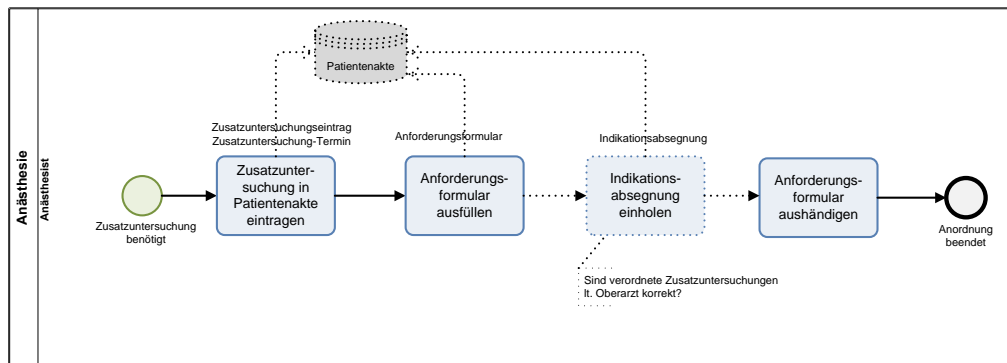 Anästhesie
Anästhesist
Patientenakte
Zusatzuntersuchungseintrag
Zusatzuntersuchung-Termin
Anforderungsformular
Indikationsabsegnung
Zusatzuntersuchung
benötigt
Zusatzunter-
suchung in
Patientenakte
eintragen
Anforderungs-
formular
ausfüllen
Indikations-
absegnung
einholen
Anforderungs-
formular
aushändigen
Anordnung
beendet
Sind verordnete Zusatzuntersuchungen
lt. Oberarzt korrekt?